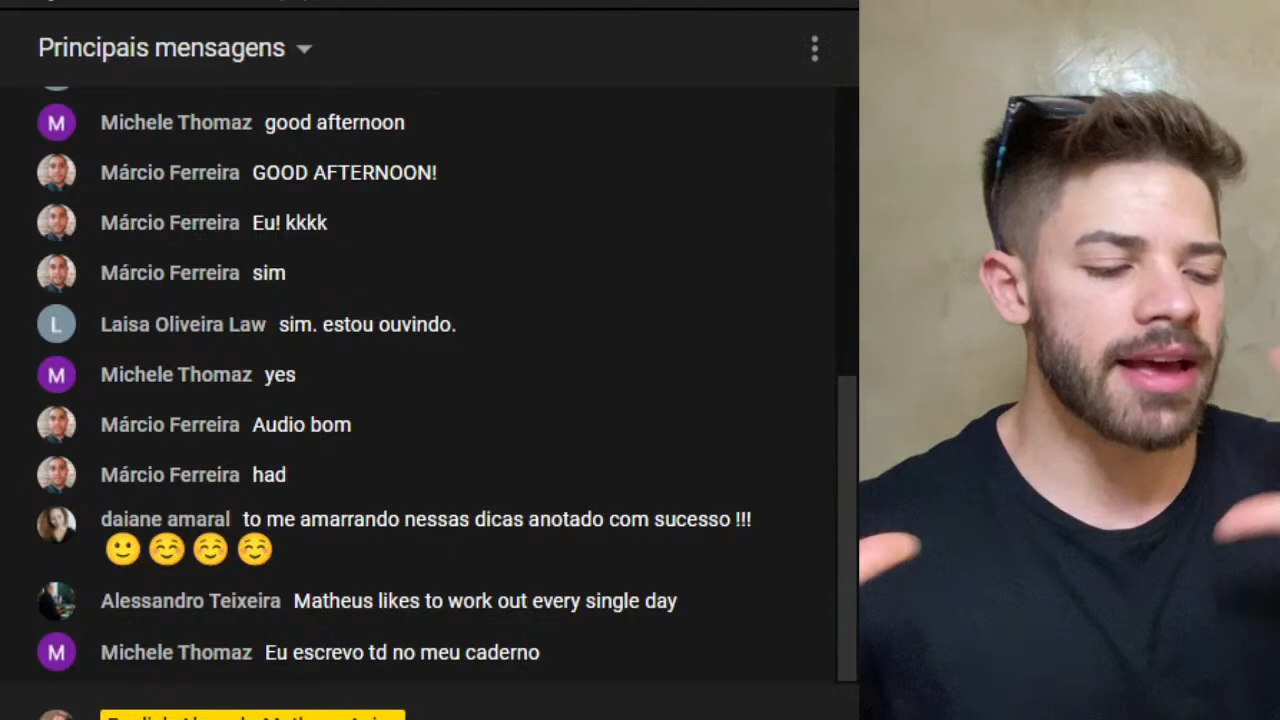 Principais mensagens
Michele Thomaz good afternoon
Márcio Ferreira GOOD AFTERNOON!
Márcio Ferreira Eu! kkkk
Márcio Ferreira sim
L Laisa Oliveira Law sim. estou ouvindo.
M Michele Thomaz yes
Márcio Ferreira Audio bom
Márcio Ferreira had
daiane amaral to me amarrando nessas dicas anotado com sucesso !!!
🙂 ☺️ ☺️ ☺️
Alessandro Teixeira Matheus likes to work out every single day
M Michele Thomaz Eu escrevo td no meu caderno